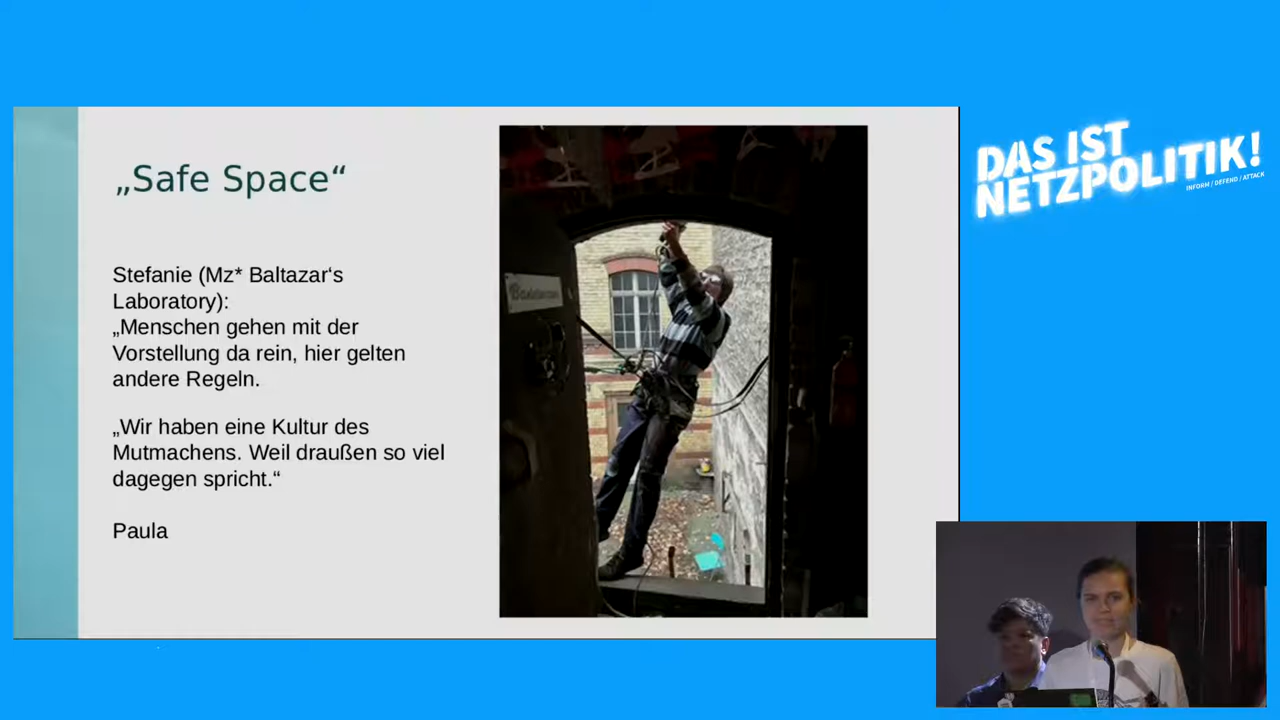 „Safe Space“
Stefanie (Mz* Baltazar‘s
Laboratory):
„Menschen gehen mit der
Vorstellung da rein, hier gelten
andere Regeln.
„Wir haben eine Kultur des
Mutmachens. Weil draußen so viel
dagegen spricht.“
Paula
DAS IST
NETZPOLITIK!
INFORM / DEFEND / ATTACK